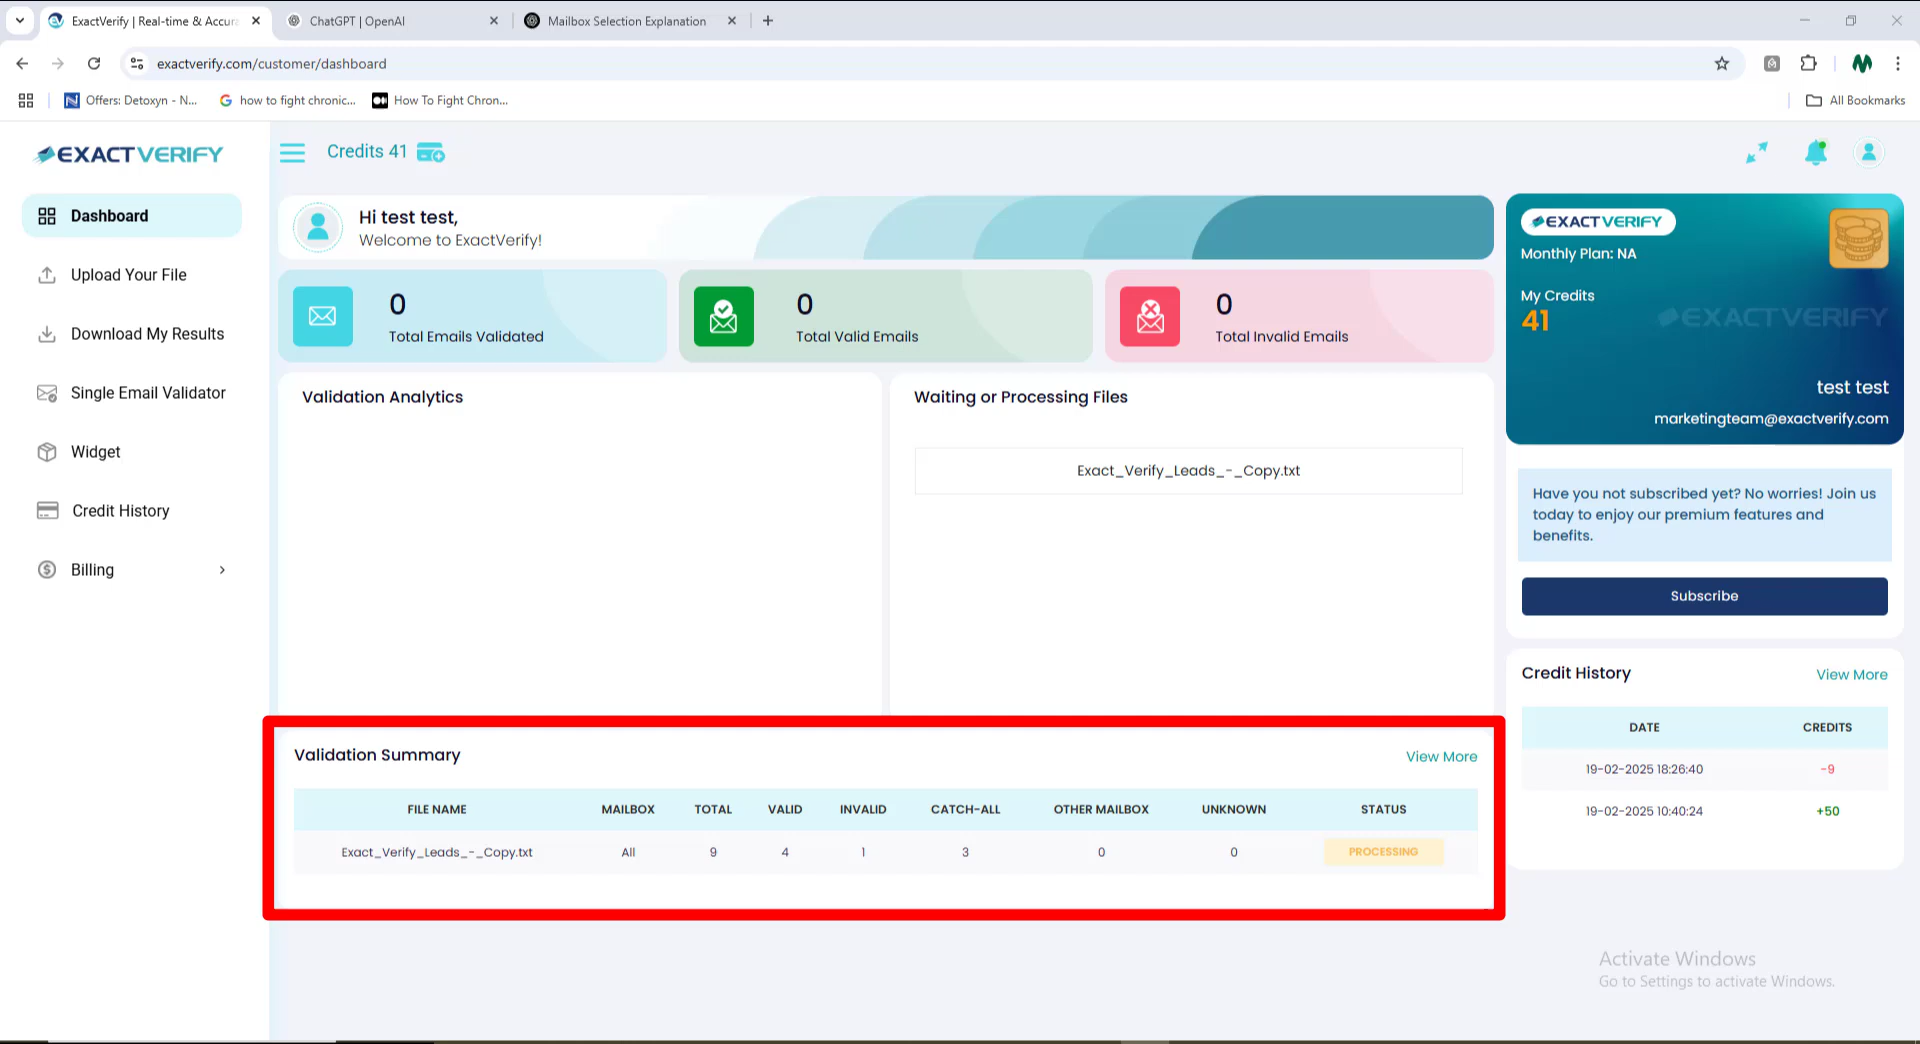 ExactVerify | Real-time & Accura
ChatGPT | OpenAI
Mailbox Selection Explanation
exactverify.com/customer/dashboard
Offers: Detoxyn - N...
how to fight chronic...
How To Fight Chron...
All Bookmarks
EXACTVERIFY
Credits 41
Dashboard
Upload Your File
Download My Results
Single Email Validator
Widget
Credit History
Billing
Hi test test,
Welcome to ExactVerify!
0
Total Emails Validated
0
Total Valid Emails
0
Total Invalid Emails
Validation Analytics
Waiting or Processing Files
Exact_Verify_Leads_-_Copy.txt
Validation Summary
View More
FILE NAME MAILBOX TOTAL VALID INVALID CATCH-ALL OTHER MAILBOX UNKNOWN STATUS
Exact_Verify_Leads_-_Copy.txt All 9 4 1 3 0 0 PROCESSING
EXACTVERIFY
Monthly Plan: NA
My Credits
41
EXACTVERIFY
test test
marketingteam@exactverify.com
Have you not subscribed yet? No worries! Join us
today to enjoy our premium features and
benefits.
Subscribe
Credit History
View More
DATE CREDITS
19-02-2025 18:26:40 -9
19-02-2025 10:40:24 +50
Activate Windows
Go to Settings to activate Windows.